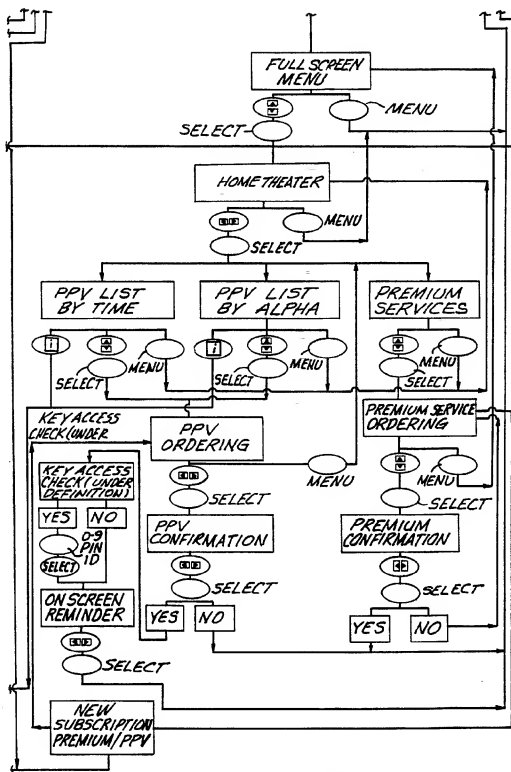 FULL SCREEN
MENU
MENU
SELECT
HOME THEATER
MENU
SELECT
PPV LIST
BY TIME
PPV LIST
BY ALPHA
PREMIUM
SERVICES
i
MENU
SELECT
i
MENU
SELECT
MENU
SELECT
KEY ACCESS
CHECK (UNDER
PPV
ORDERING
PREMIUM SERVICE
ORDERING
KEY ACCESS
CHECK (UNDER
DEFINITION)
MENU
MENU
SELECT
SELECT
YES
NO
0-9
PIN
ID
SELECT
PPV
CONFIRMATION
PREMIUM
CONFIRMATION
SELECT
SELECT
ON SCREEN
REMINDER
YES
NO
YES
NO
SELECT
NEW
SUBSCRIPTION
PREMIUM/PPV